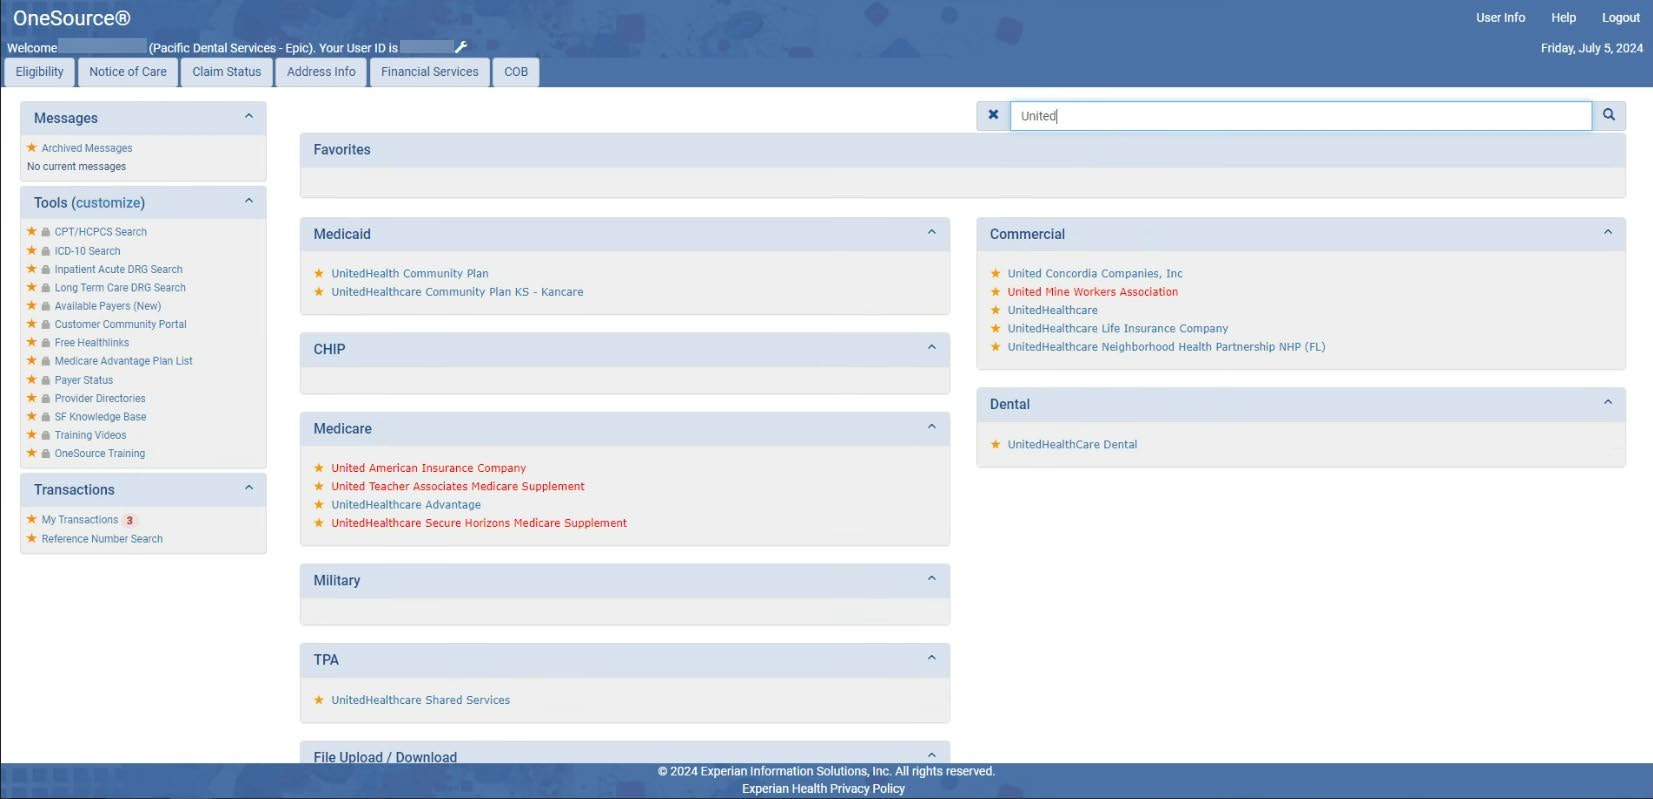 OneSource®
User Info Help Logout
Welcome (Pacific Dental Services - Epic). Your User ID is
Friday, July 5, 2024
Eligibility Notice of Care Claim Status Address Info Financial Services COB
Messages
Archived Messages
No current messages
Tools (customize)
CPT/HCPCS Search
ICD-10 Search
Inpatient Acute DRG Search
Long Term Care DRG Search
Available Payers (New)
Customer Community Portal
Free Healthlinks
Medicare Advantage Plan List
Payer Status
Provider Directories
SF Knowledge Base
Training Videos
OneSource Training
Transactions
My Transactions 3
Reference Number Search
United
Favorites
Medicaid
UnitedHealth Community Plan
UnitedHealthcare Community Plan KS - Kancare
CHIP
Medicare
United American Insurance Company
United Teacher Associates Medicare Supplement
UnitedHealthcare Advantage
UnitedHealthcare Secure Horizons Medicare Supplement
Military
TPA
UnitedHealthcare Shared Services
File Upload / Download
Commercial
United Concordia Companies, Inc
United Mine Workers Association
UnitedHealthcare
UnitedHealthcare Life Insurance Company
UnitedHealthcare Neighborhood Health Partnership NHP (FL)
Dental
UnitedHealthCare Dental
© 2024 Experian Information Solutions, Inc. All rights reserved.
Experian Health Privacy Policy